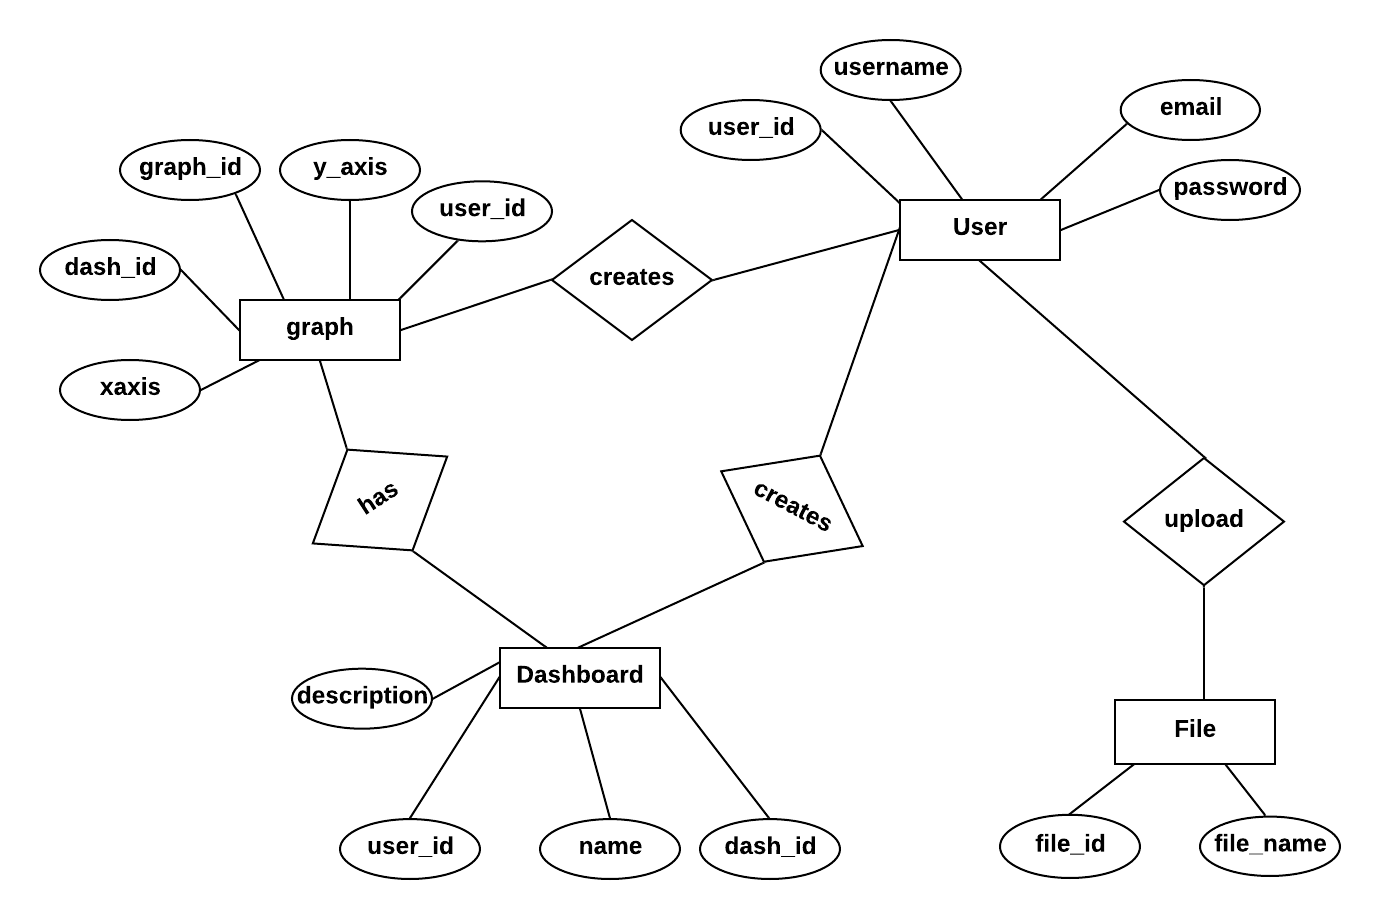 username
email
user_id
graph_id
y_axis
password
user_id
User
dash_id
creates
graph
xaxis
has
creates
upload
Dashboard
description
File
user_id
name
dash_id
file_id
file_name